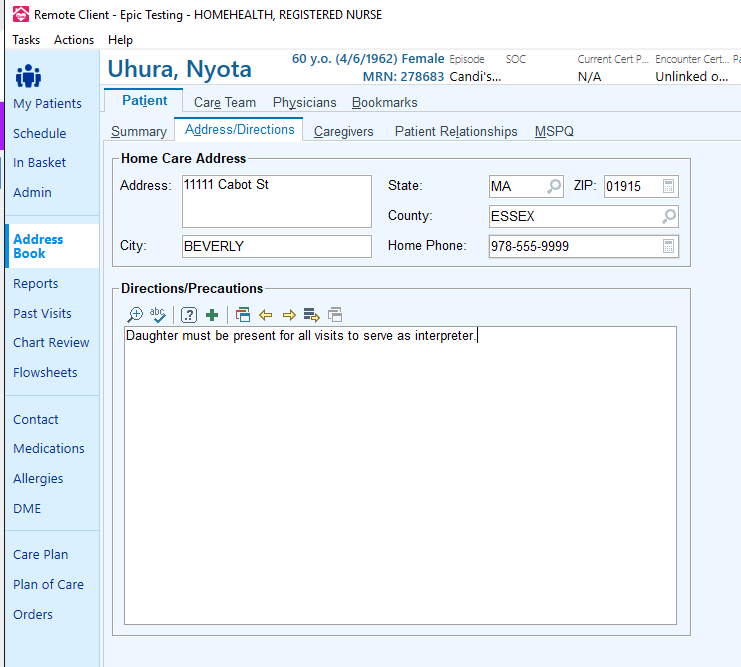 Remote Client - Epic Testing - HOMEHEALTH, REGISTERED NURSE
Tasks Actions Help
Uhura, Nyota
60 y.o. (4/6/1962) Female
MRN: 278683
Episode
Candi's...
SOC
Current Cert P...
N/A
Encounter Cert...
Unlinked o...
Pa
My Patients
Schedule
In Basket
Admin
Address
Book
Reports
Past Visits
Chart Review
Flowsheets
Contact
Medications
Allergies
DME
Care Plan
Plan of Care
Orders
Patient Care Team Physicians Bookmarks
Summary Address/Directions Caregivers Patient Relationships MSPQ
Home Care Address
Address: 11111 Cabot St
State: MA ZIP: 01915
County: ESSEX
City: BEVERLY
Home Phone: 978-555-9999
Directions/Precautions
abc
Daughter must be present for all visits to serve as interpreter.